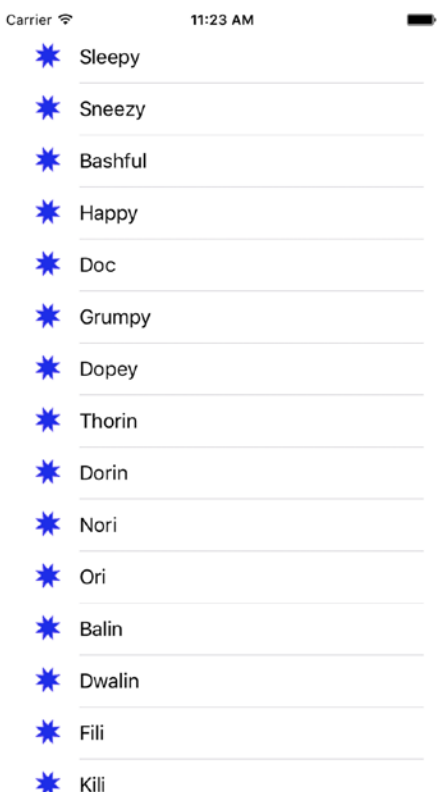 Carrier 11:23 AM
Sleepy
Sneezy
Bashful
Happy
Doc
Grumpy
Dopey
Thorin
Dorin
Nori
Ori
Balin
Dwalin
Fili
Kili